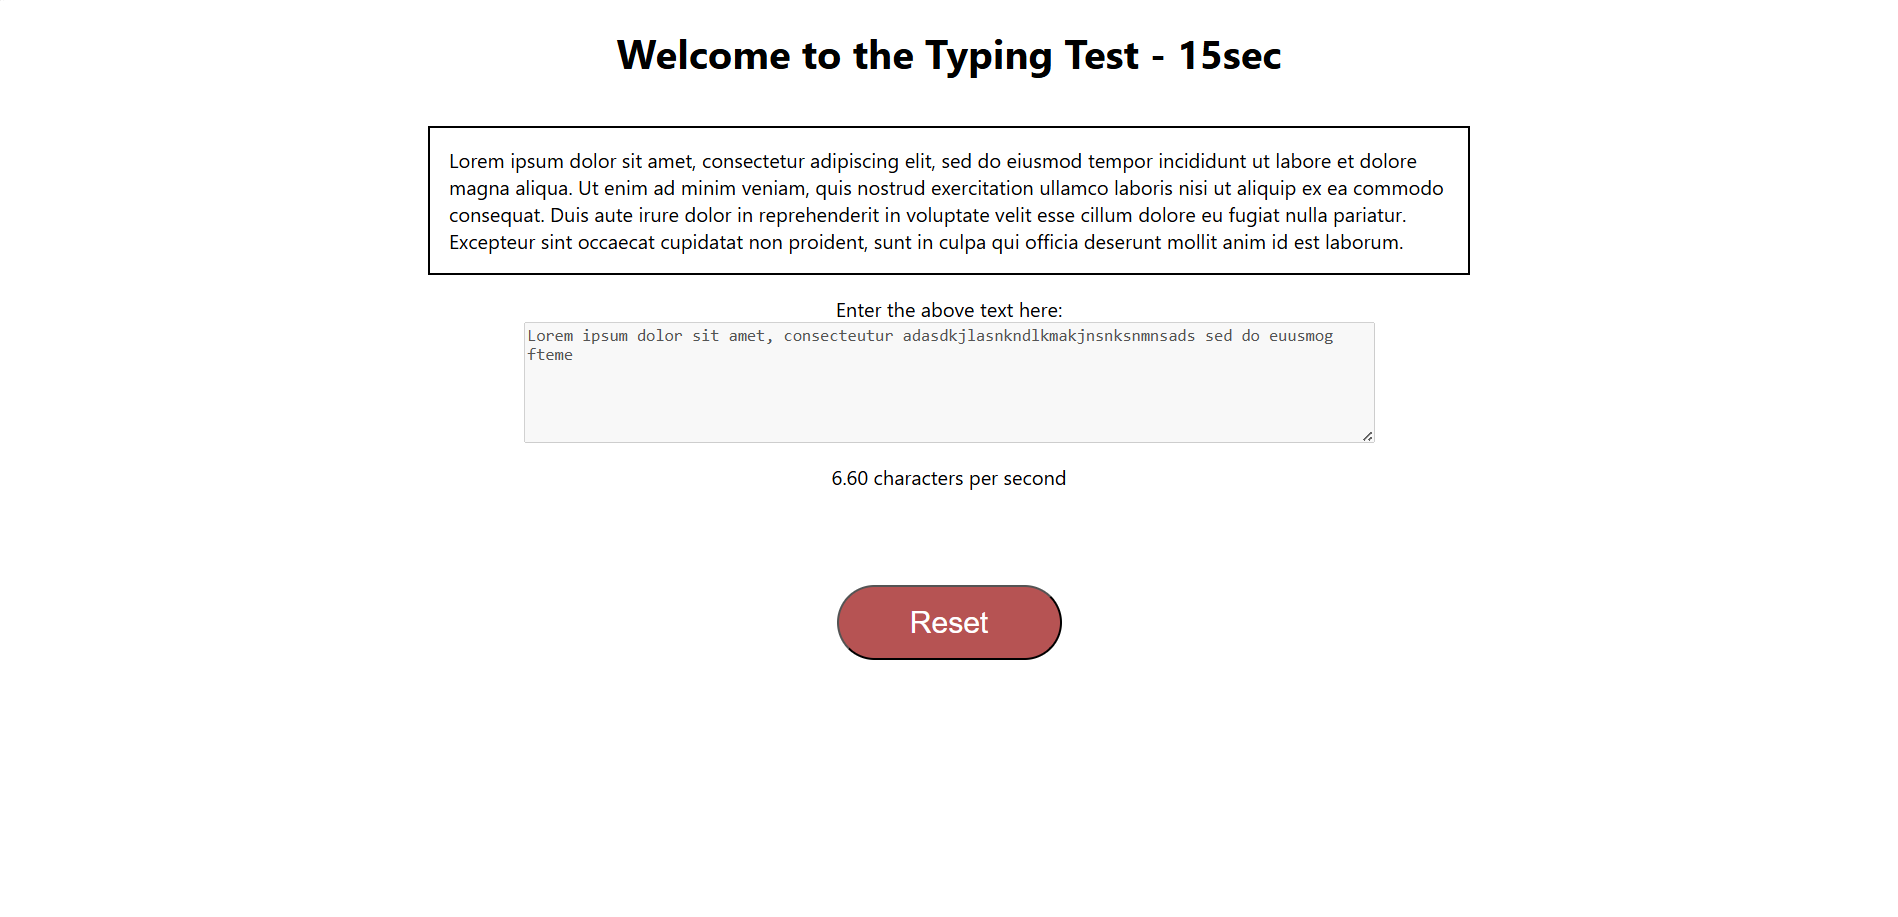 Welcome to the Typing Test - 15sec
Lorem ipsum dolor sit amet, consectetur adipiscing elit, sed do eiusmod tempor incididunt ut labore et dolore
magna aliqua. Ut enim ad minim veniam, quis nostrud exercitation ullamco laboris nisi ut aliquip ex ea commodo
consequat. Duis aute irure dolor in reprehenderit in voluptate velit esse cillum dolore eu fugiat nulla pariatur.
Excepteur sint occaecat cupidatat non proident, sunt in culpa qui officia deserunt mollit anim id est laborum.
Enter the above text here:
Lorem ipsum dolor sit amet, consecteutur adasdkjlasnkndlkmakjnsnksnmnsads sed do euusmog
fteme
6.60 characters per second
Reset